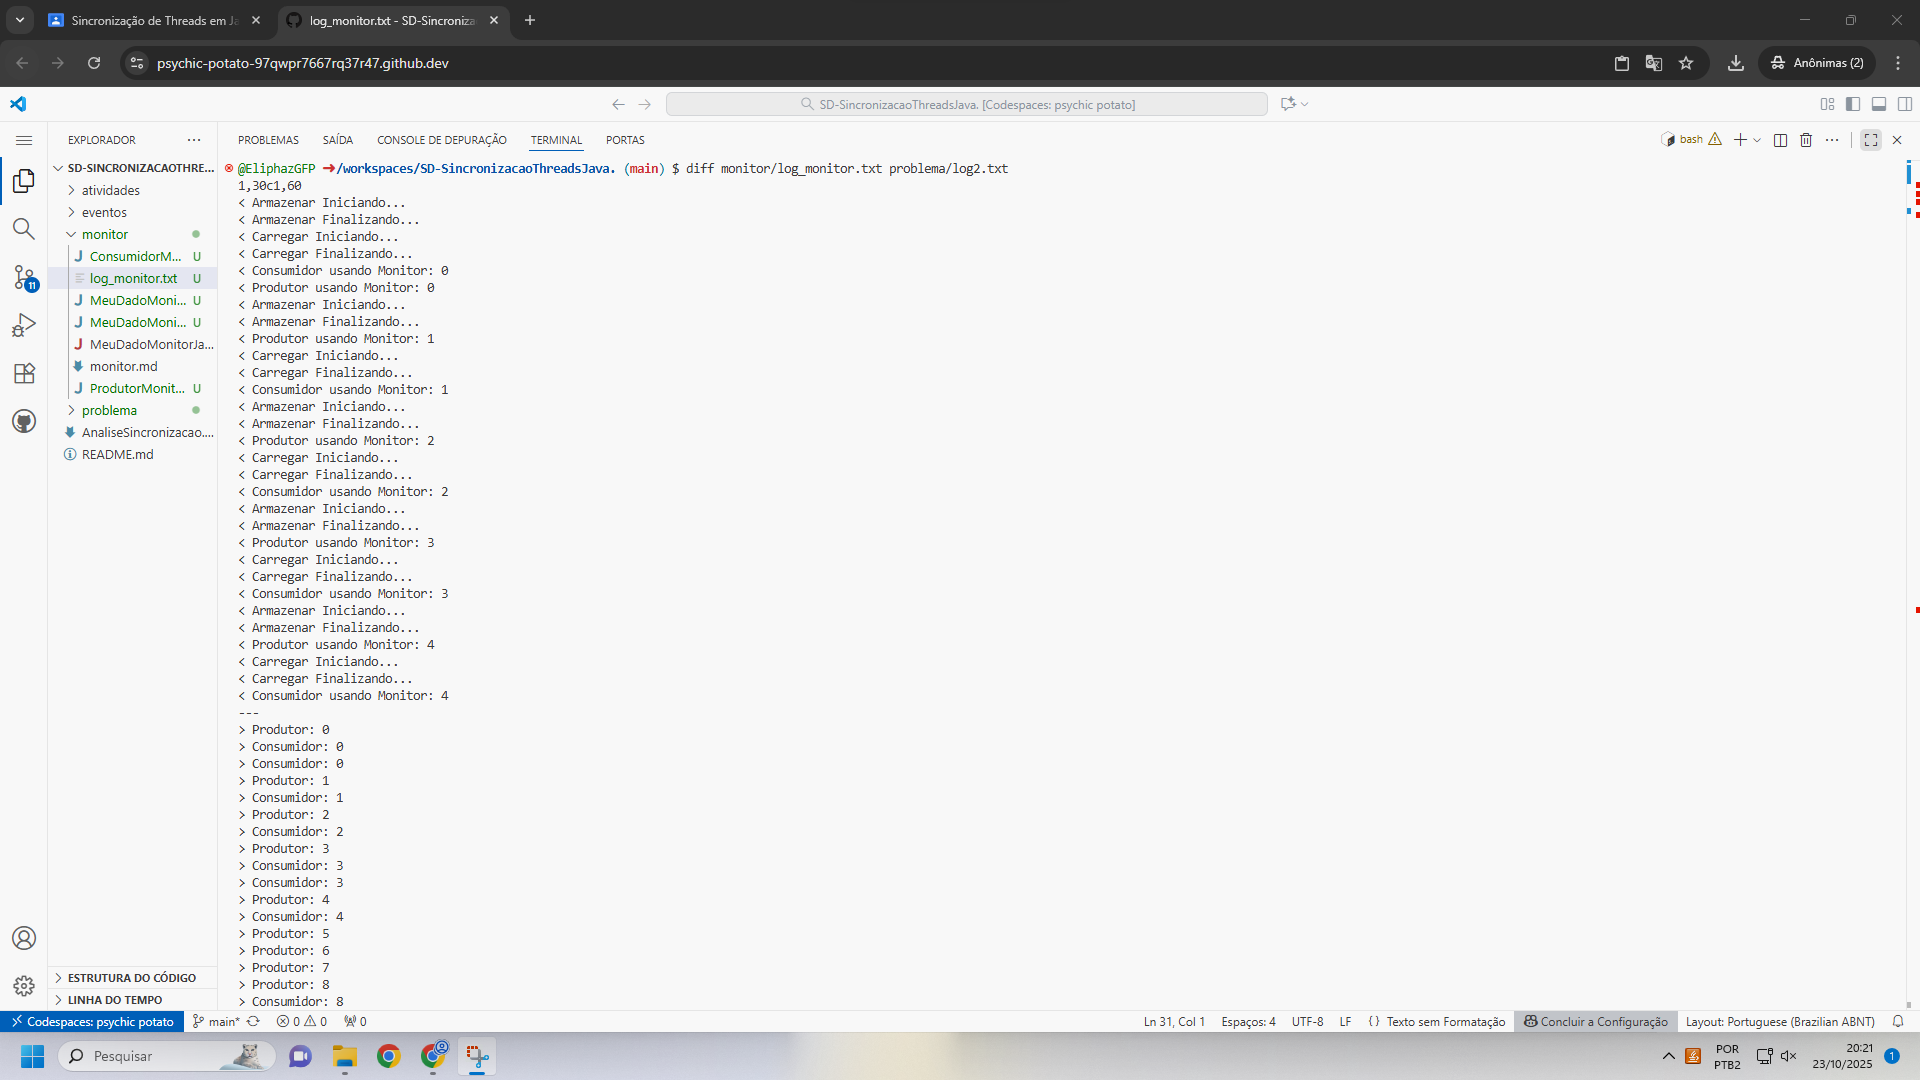 Sincronização de Threads em Ja
log_monitor.txt - SD-Sincroniza
psychic-potato-97qwpr7667rq37r47.github.dev
Anônimas (2)
SD-SincronizacaoThreadsJava. [Codespaces: psychic potato]
EXPLORADOR
PROBLEMAS SAÍDA CONSOLE DE DEPURAÇÃO TERMINAL PORTAS
bash
SD-SINCRONIZACAOTHRE...
atividades
eventos
monitor
ConsumidorM... U
log_monitor.txt U
MeuDadoMoni... U
MeuDadoMoni... U
MeuDadoMonitorJa...
monitor.md
ProdutorMonit... U
problema
AnaliseSincronizacao....
README.md
11
ESTRUTURA DO CÓDIGO
LINHA DO TEMPO
@EliphazGFP ➜/workspaces/SD-SincronizacaoThreadsJava. (main) $ diff monitor/log_monitor.txt problema/log2.txt
1,30c1,60
< Armazenar Iniciando...
< Armazenar Finalizando...
< Carregar Iniciando...
< Carregar Finalizando...
< Consumidor usando Monitor: 0
< Produtor usando Monitor: 0
< Armazenar Iniciando...
< Armazenar Finalizando...
< Produtor usando Monitor: 1
< Carregar Iniciando...
< Carregar Finalizando...
< Consumidor usando Monitor: 1
< Armazenar Iniciando...
< Armazenar Finalizando...
< Produtor usando Monitor: 2
< Carregar Iniciando...
< Carregar Finalizando...
< Consumidor usando Monitor: 2
< Armazenar Iniciando...
< Armazenar Finalizando...
< Produtor usando Monitor: 3
< Carregar Iniciando...
< Carregar Finalizando...
< Consumidor usando Monitor: 3
< Armazenar Iniciando...
< Armazenar Finalizando...
< Produtor usando Monitor: 4
< Carregar Iniciando...
< Carregar Finalizando...
< Consumidor usando Monitor: 4
---
> Produtor: 0
> Consumidor: 0
> Consumidor: 0
> Produtor: 1
> Consumidor: 1
> Produtor: 2
> Consumidor: 2
> Produtor: 3
> Consumidor: 3
> Consumidor: 3
> Produtor: 4
> Consumidor: 4
> Produtor: 5
> Produtor: 6
> Produtor: 7
> Produtor: 8
> Consumidor: 8
Codespaces: psychic potato main* 0 0 0 Ln 31, Col 1 Espaços: 4 UTF-8 LF {} Texto sem Formatação Concluir a Configuração Layout: Portuguese (Brazilian ABNT)
Pesquisar
POR
PTB2
20:21
23/10/2025
1